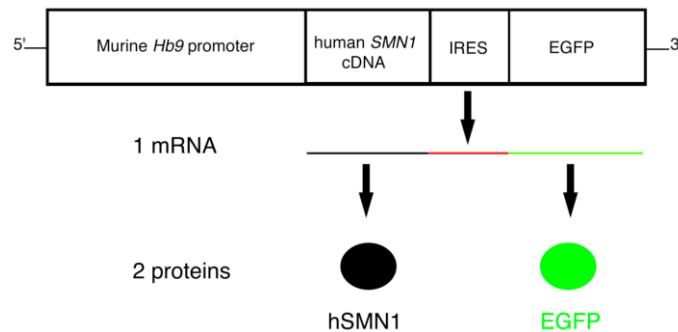 5' Murine Hb9 promoter human SMN1 cDNA IRES EGFP 3'
1 mRNA
2 proteins
hSMN1 EGFP